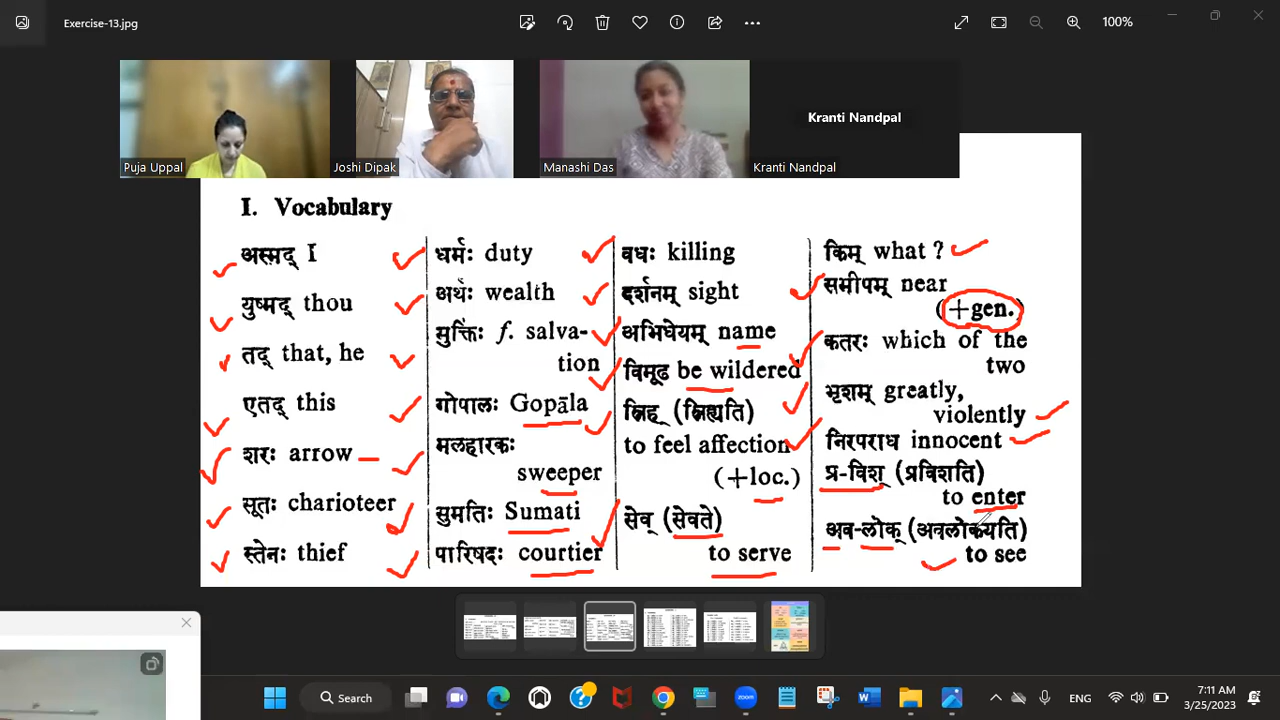 Exercise-13.jpg
100%
Puja Uppal
Joshi Dipak
Manashi Das
Kranti Nandpal
Kranti Nandpal
I. Vocabulary
अस्मद् I
युष्मद् thou
तद् that, he
एतद् this
शरः arrow
सूतः charioteer
स्तेनः thief
धर्मः duty
अर्थः wealth
मुक्तिः f. salva-
tion
गोपालः Gopāla
मलहारकः
sweeper
सुमतिः Sumati
पारिषदः courtier
वधः killing
दर्शनम् sight
अभिधेयम् name
विमूढ be wildered
स्निह् (स्निह्यति)
to feel affection
(+loc.)
सेव् (सेवते)
to serve
किम् what ?
समीपम् near
(+gen.)
कतरः which of the
two
भृशम् greatly,
violently
निरपराध innocent
प्र-विश् (प्रविशति)
to enter
अव-लोक् (अवलोकयति)
to see
Search
ENG
7:11 AM
3/25/2023